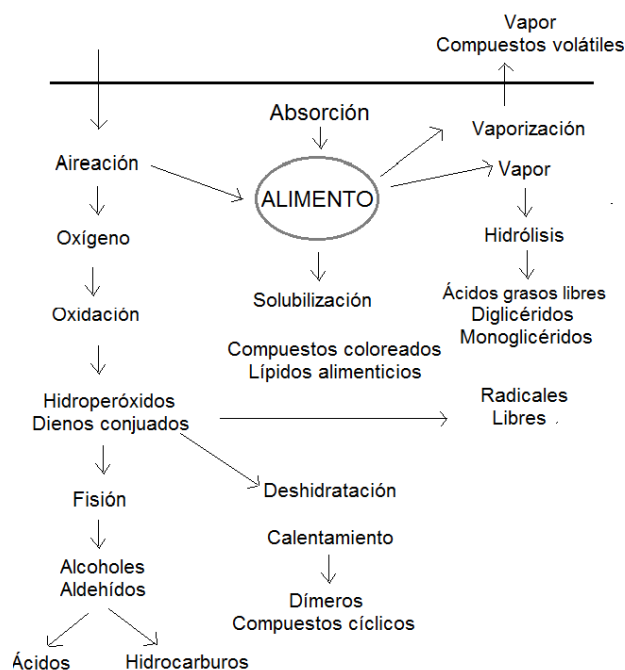 Vapor
Compuestos volátiles
Absorción
Vaporización
Aireación
Vapor
ALIMENTO
Oxígeno
Hidrólisis
Solubilización
Ácidos grasos libres
Diglicéridos
Monoglicéridos
Oxidación
Compuestos coloreados
Lípidos alimenticios
Hidroperóxidos
Dienos conjuados
Radicales
Libres
Fisión
Deshidratación
Calentamiento
Alcoholes
Aldehídos
Dímeros
Compuestos cíclicos
Ácidos
Hidrocarburos